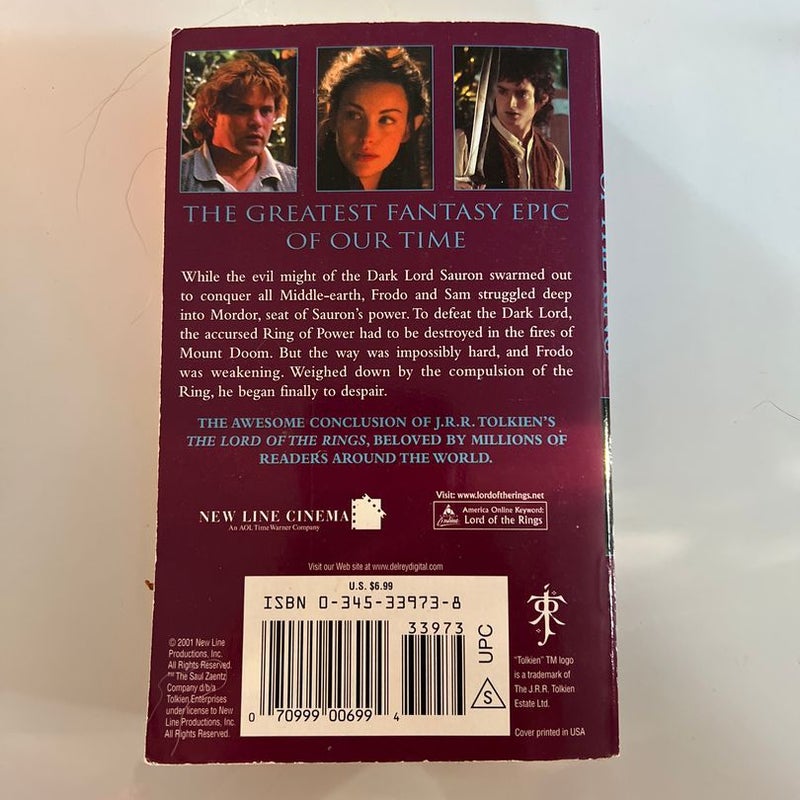 THE GREATEST FANTASY EPIC
OF OUR TIME
While the evil might of the Dark Lord Sauron swarmed out
to conquer all Middle-earth, Frodo and Sam struggled deep
into Mordor, seat of Sauron's power. To defeat the Dark Lord,
the accursed Ring of Power had to be destroyed in the fires of
Mount Doom. But the way was impossibly hard, and Frodo
was weakening. Weighed down by the compulsion of the
Ring, he began finally to despair.
THE AWESOME CONCLUSION OF J.R.R. TOLKIEN'S
THE LORD OF THE RINGS, BELOVED BY MILLIONS OF
READERS AROUND THE WORLD.
NEW LINE CINEMA
An AOL Time Warner Company
Visit: www.lordoftherings.net
America Online Keyword:
Lord of the Rings
Visit our Web site at www.delreydigital.com
U.S. $6.99
ISBN 0-345-33973-8
33973
UPC
S
0 70999 00699 4
© 2001 New Line
Productions, Inc.
All Rights Reserved.
™ The Saul Zaentz
Company d/b/a
Tolkien Enterprises
under license to New
Line Productions, Inc.
All Rights Reserved.
"Tolkien" TM logo
is a trademark of
The J.R.R. Tolkien
Estate Ltd.
Cover printed in USA